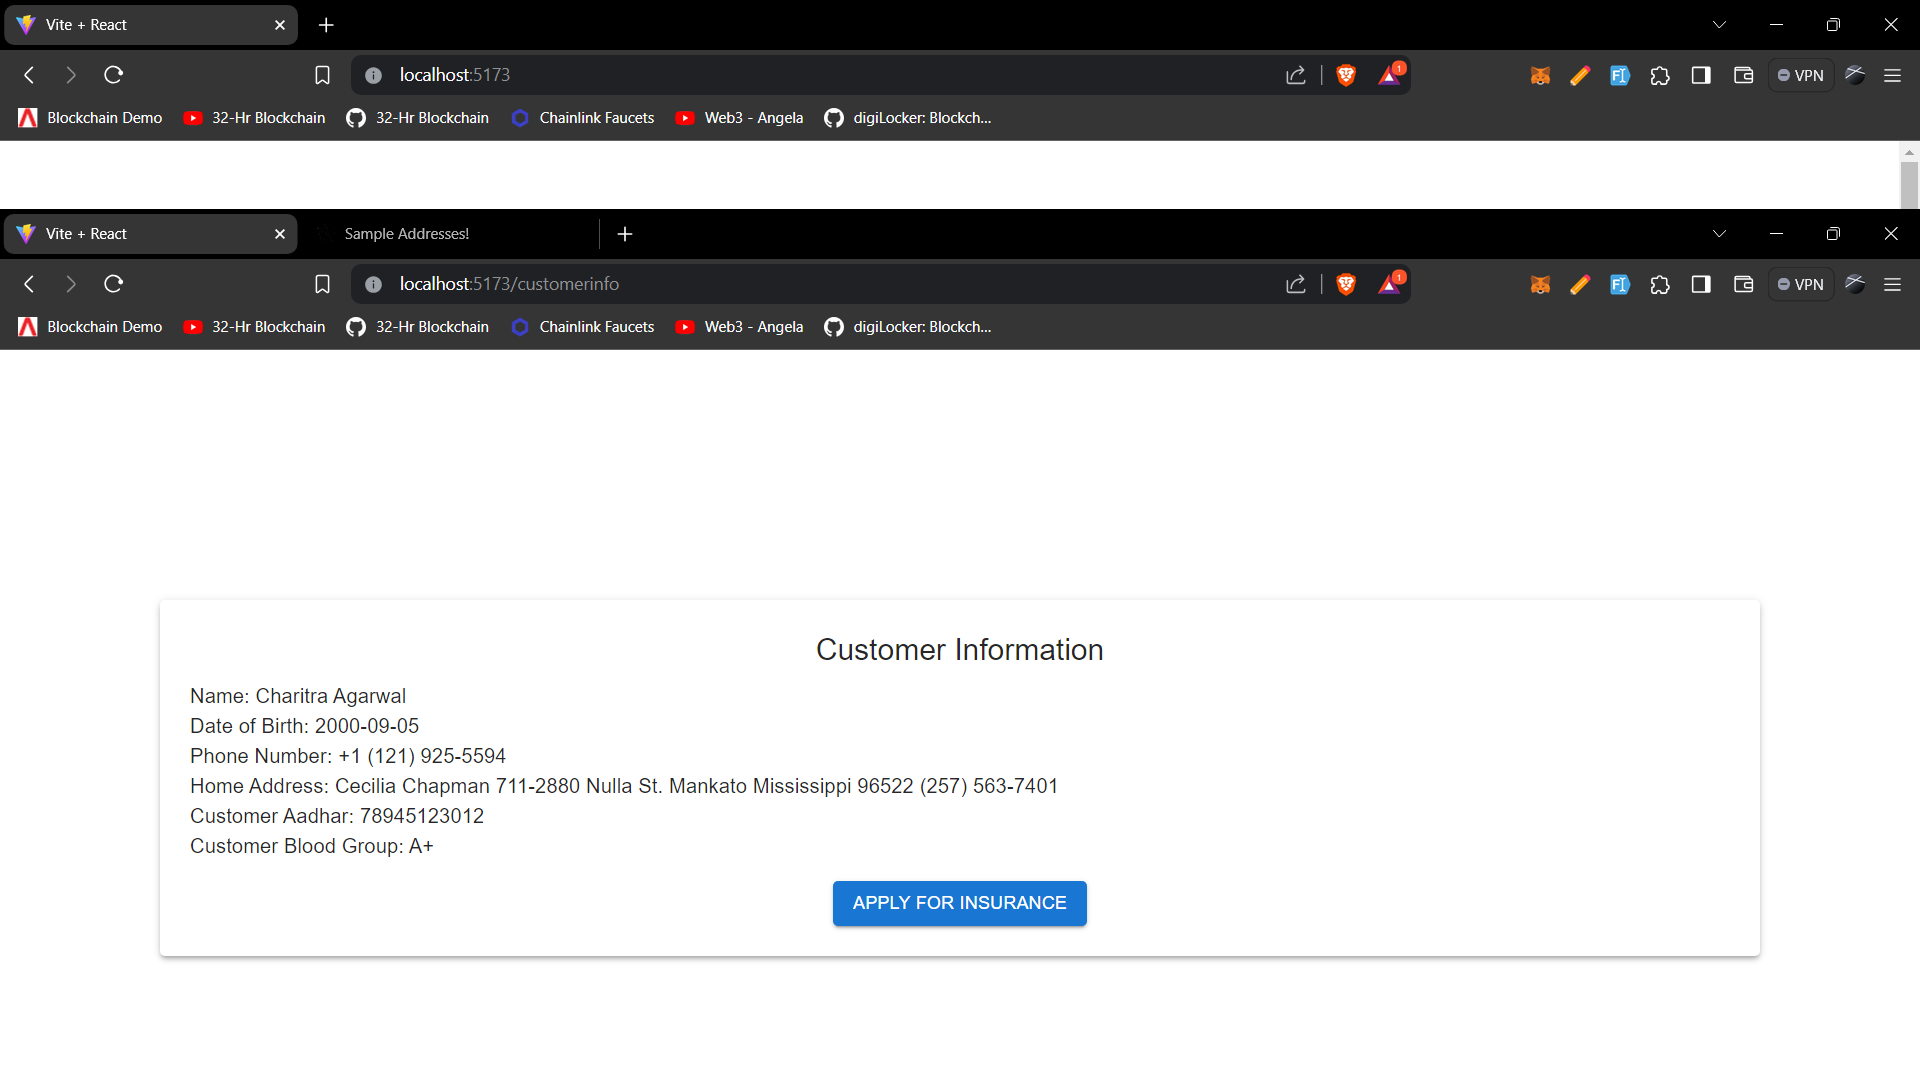 Vite + React
localhost:5173
1
VPN
Blockchain Demo 32-Hr Blockchain 32-Hr Blockchain Chainlink Faucets Web3 - Angela digiLocker: Blockch...
Vite + React Sample Addresses!
localhost:5173/customerinfo
1
VPN
Blockchain Demo 32-Hr Blockchain 32-Hr Blockchain Chainlink Faucets Web3 - Angela digiLocker: Blockch...
Customer Information
Name: Charitra Agarwal
Date of Birth: 2000-09-05
Phone Number: +1 (121) 925-5594
Home Address: Cecilia Chapman 711-2880 Nulla St. Mankato Mississippi 96522 (257) 563-7401
Customer Aadhar: 78945123012
Customer Blood Group: A+
APPLY FOR INSURANCE